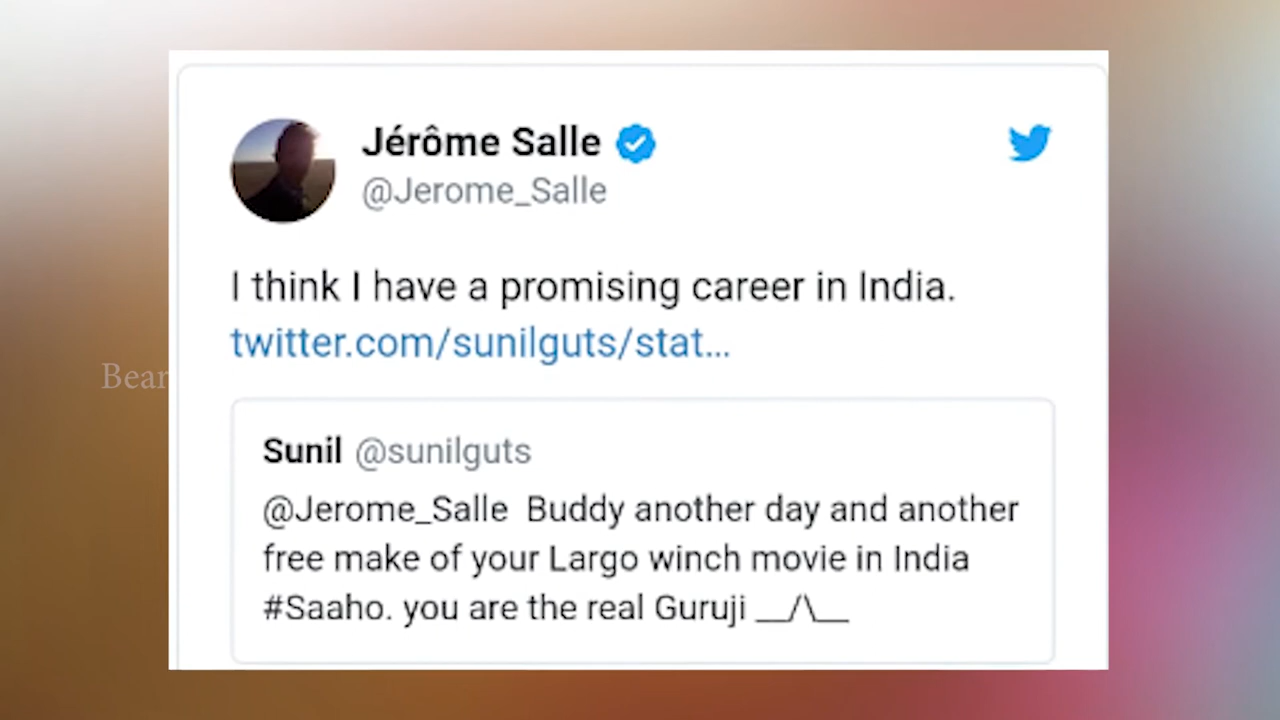 Jérôme Salle
@Jerome_Salle
I think I have a promising career in India.
twitter.com/sunilguts/stat...
Bear
Sunil @sunilguts
@Jerome_Salle Buddy another day and another
free make of your Largo winch movie in India
#Saaho. you are the real Guruji __/\__